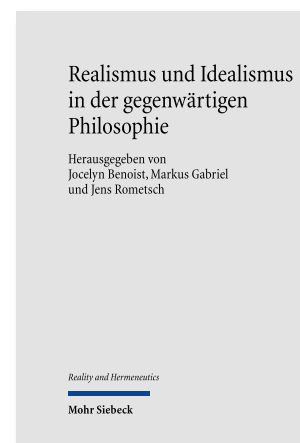 Realismus und Idealismus
in der gegenwärtigen
Philosophie
Herausgegeben von
Jocelyn Benoist, Markus Gabriel
und Jens Rometsch
Reality and Hermeneutics
Mohr Siebeck